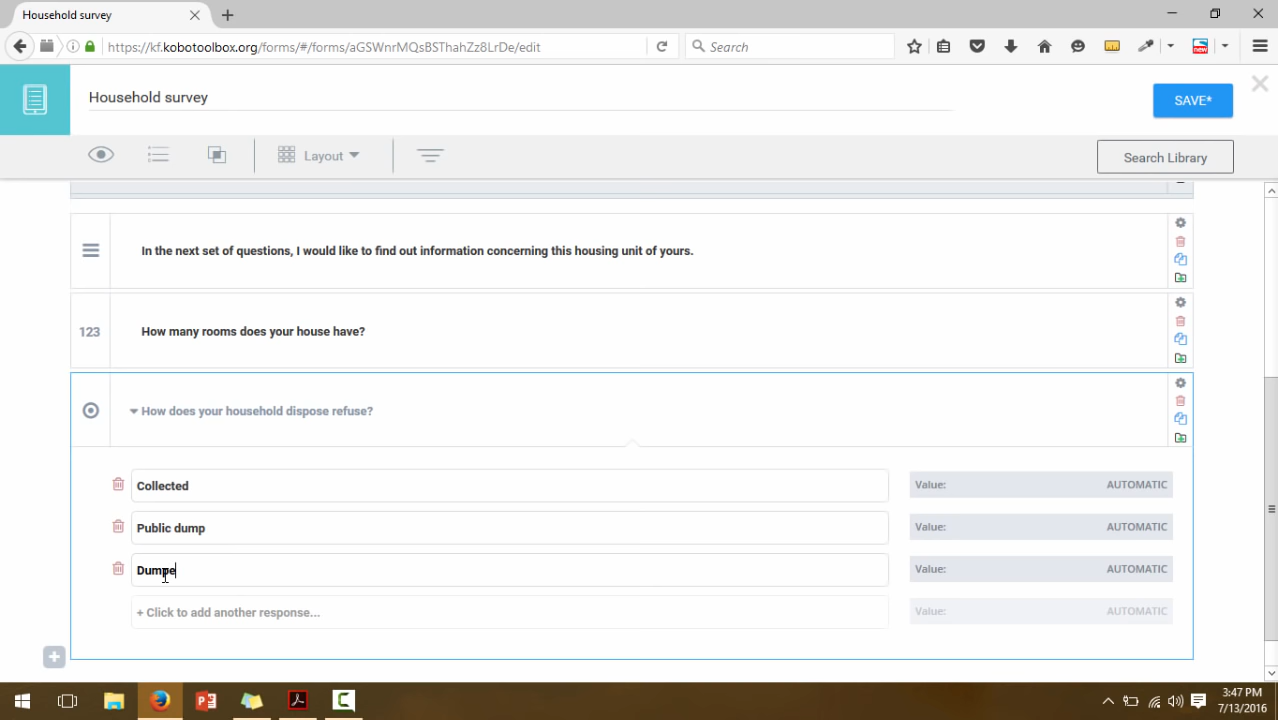 Household survey
https://kf.kobotoolbox.org/forms/#/forms/aGSWnrMQsBSThahZz8LrDe/edit
Search
new
Household survey
SAVE*
Layout
Search Library
In the next set of questions, I would like to find out information concerning this housing unit of yours.
123
How many rooms does your house have?
How does your household dispose refuse?
Collected
Value: AUTOMATIC
Public dump
Value: AUTOMATIC
Dumpe
Value: AUTOMATIC
+ Click to add another response...
Value: AUTOMATIC
3:47 PM
7/13/2016